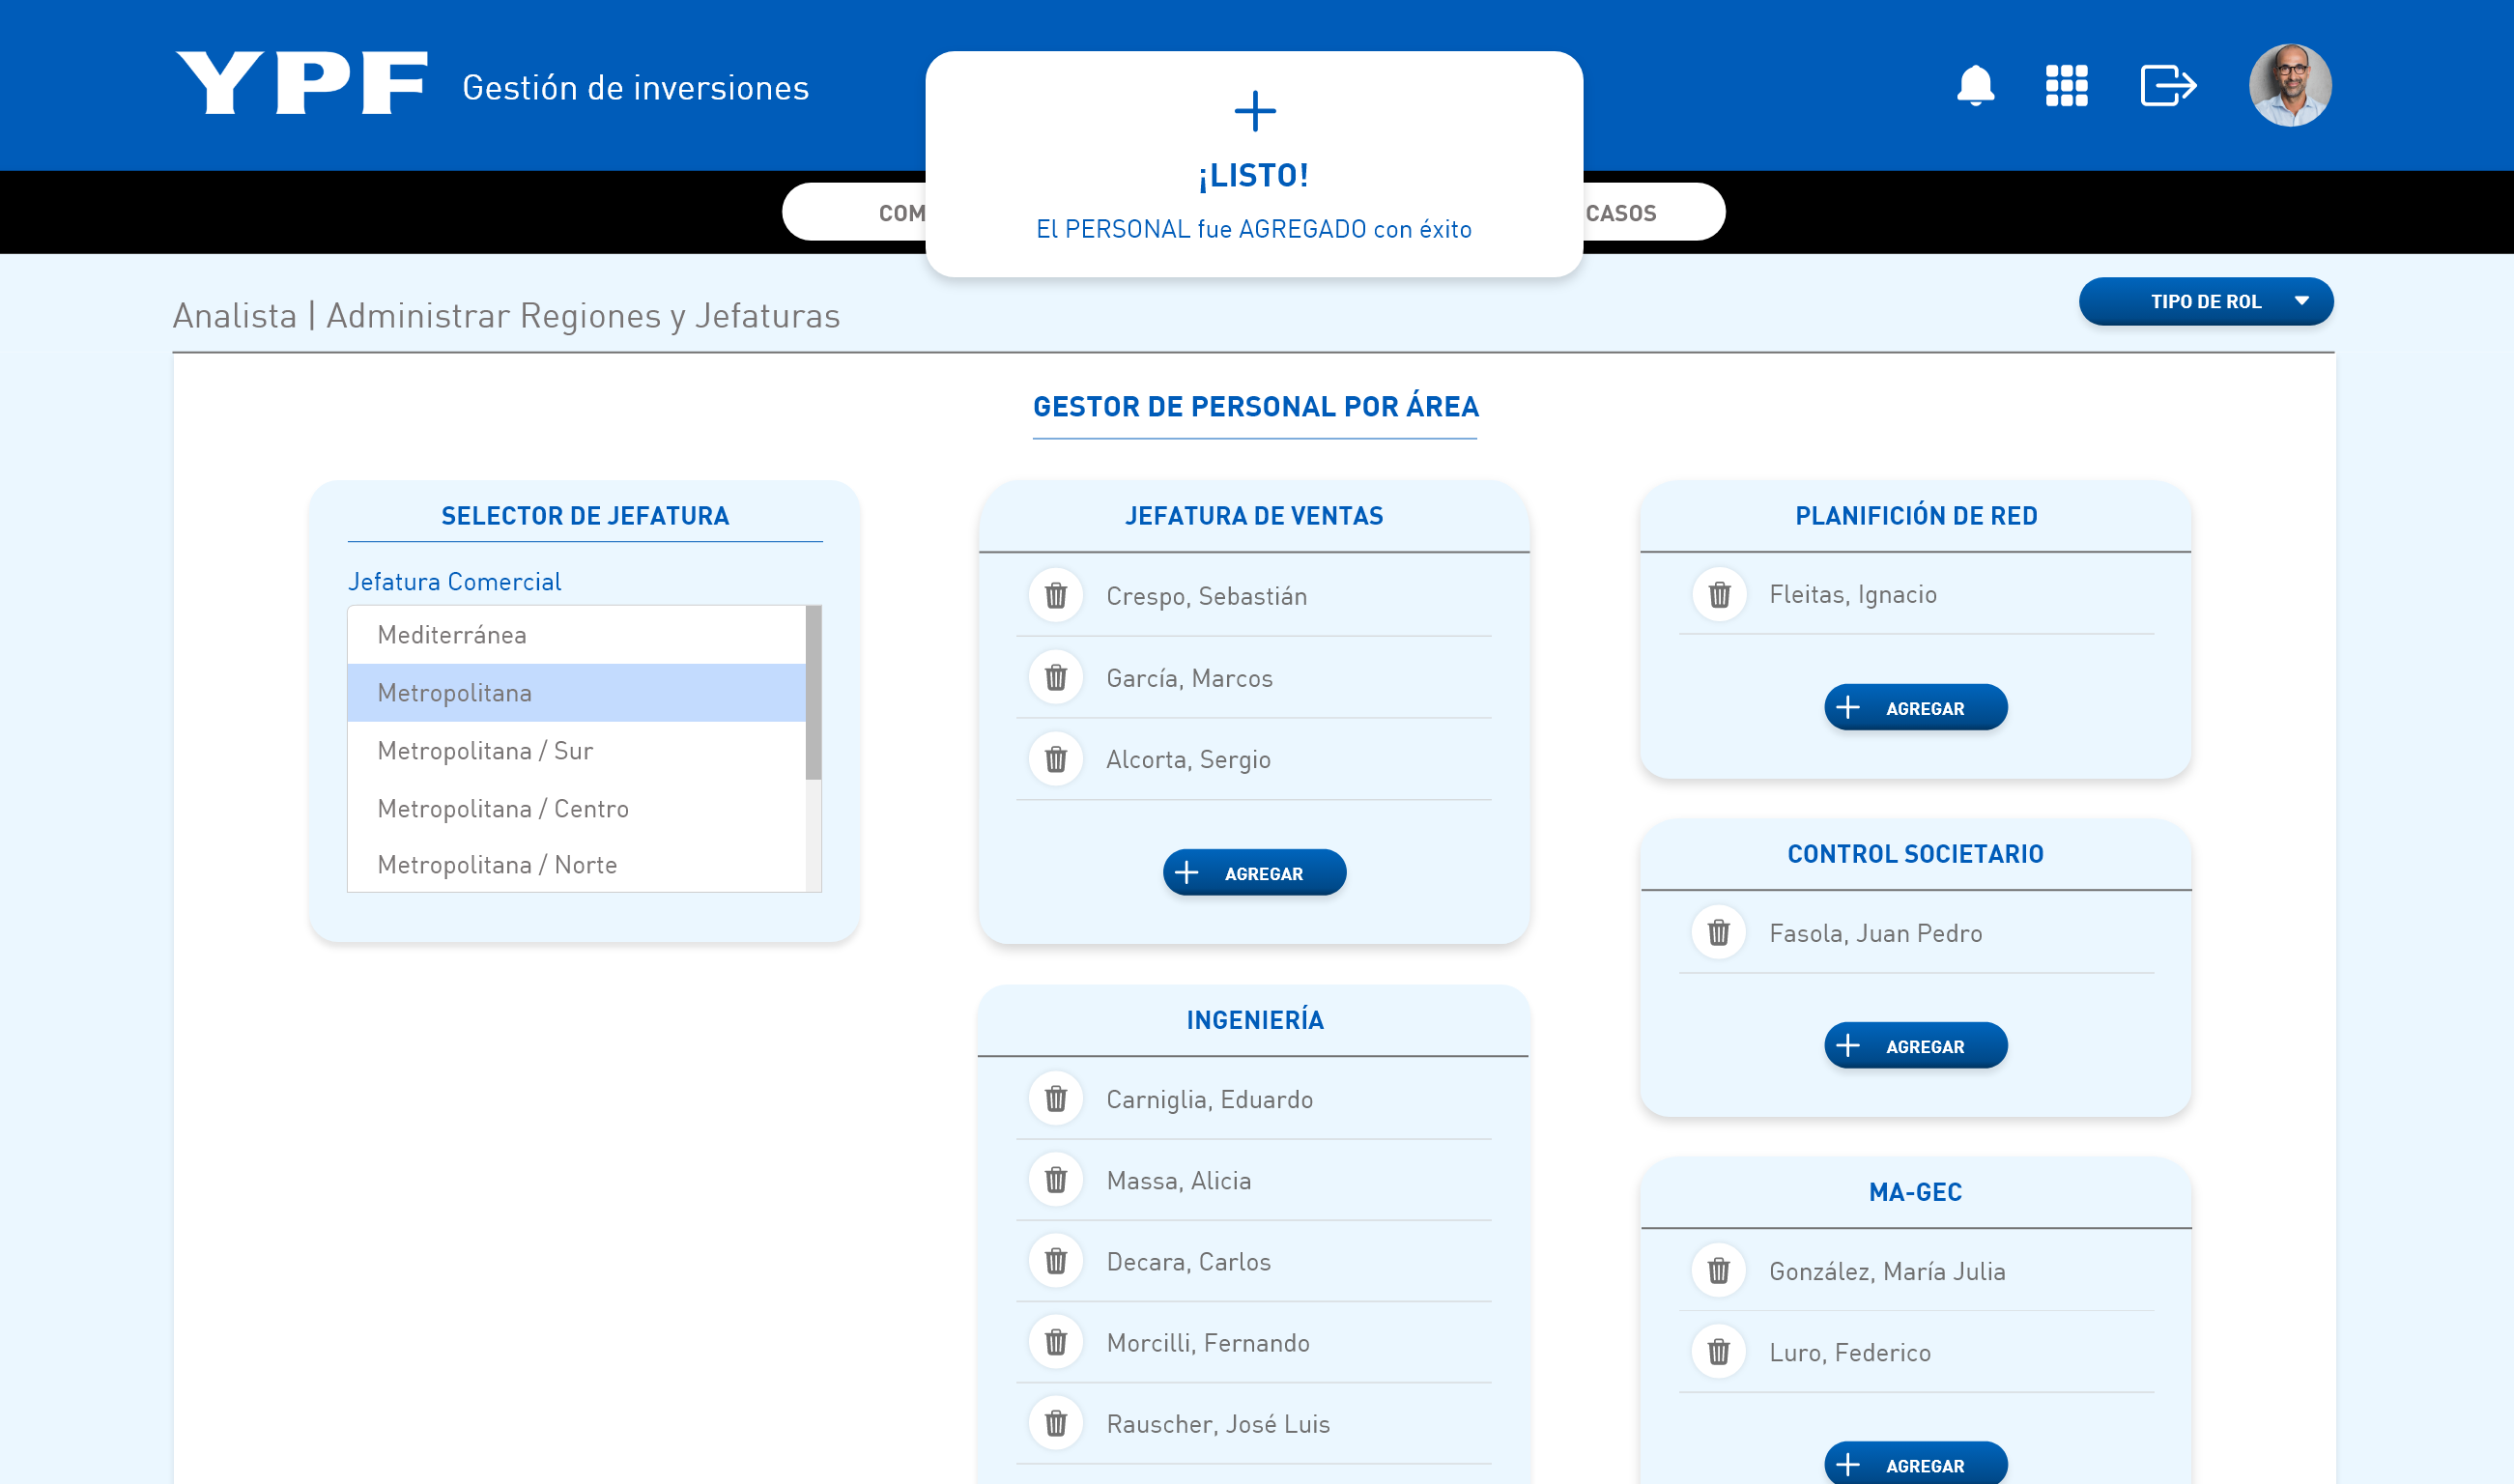 YPF Gestión de inversiones
¡LISTO!
El PERSONAL fue AGREGADO con éxito
COM
CASOS
Analista | Administrar Regiones y Jefaturas
TIPO DE ROL
GESTOR DE PERSONAL POR ÁREA
SELECTOR DE JEFATURA
Jefatura Comercial
Mediterránea
Metropolitana
Metropolitana / Sur
Metropolitana / Centro
Metropolitana / Norte
JEFATURA DE VENTAS
Crespo, Sebastián
García, Marcos
Alcorta, Sergio
AGREGAR
INGENIERÍA
Carniglia, Eduardo
Massa, Alicia
Decara, Carlos
Morcilli, Fernando
Rauscher, José Luis
PLANIFICIÓN DE RED
Fleitas, Ignacio
AGREGAR
CONTROL SOCIETARIO
Fasola, Juan Pedro
AGREGAR
MA-GEC
González, María Julia
Luro, Federico
AGREGAR